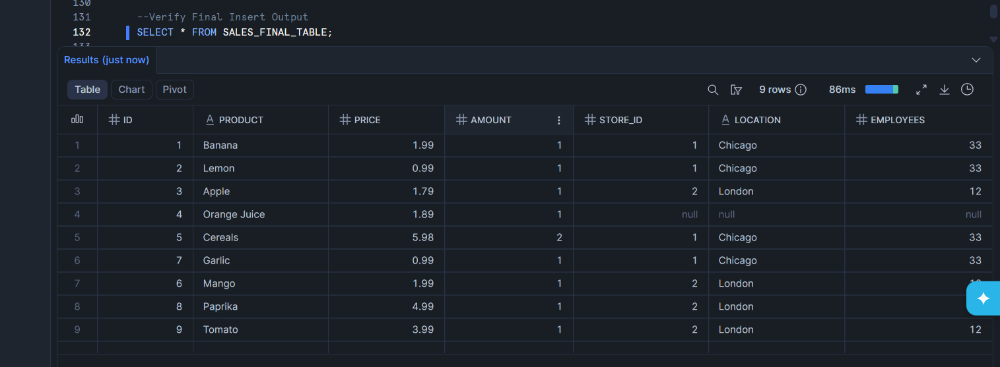 130
131 --Verify Final Insert Output
132 SELECT * FROM SALES_FINAL_TABLE;
133
Results (just now)
Table Chart Pivot 9 rows 86ms
ID PRODUCT PRICE AMOUNT STORE_ID LOCATION EMPLOYEES
1 1 Banana 1.99 1 1 Chicago 33
2 2 Lemon 0.99 1 1 Chicago 33
3 3 Apple 1.79 1 2 London 12
4 4 Orange Juice 1.89 1 null null null
5 5 Cereals 5.98 2 1 Chicago 33
6 7 Garlic 0.99 1 1 Chicago 33
7 6 Mango 1.99 1 2 London
8 8 Paprika 4.99 1 2 London
9 9 Tomato 3.99 1 2 London 12